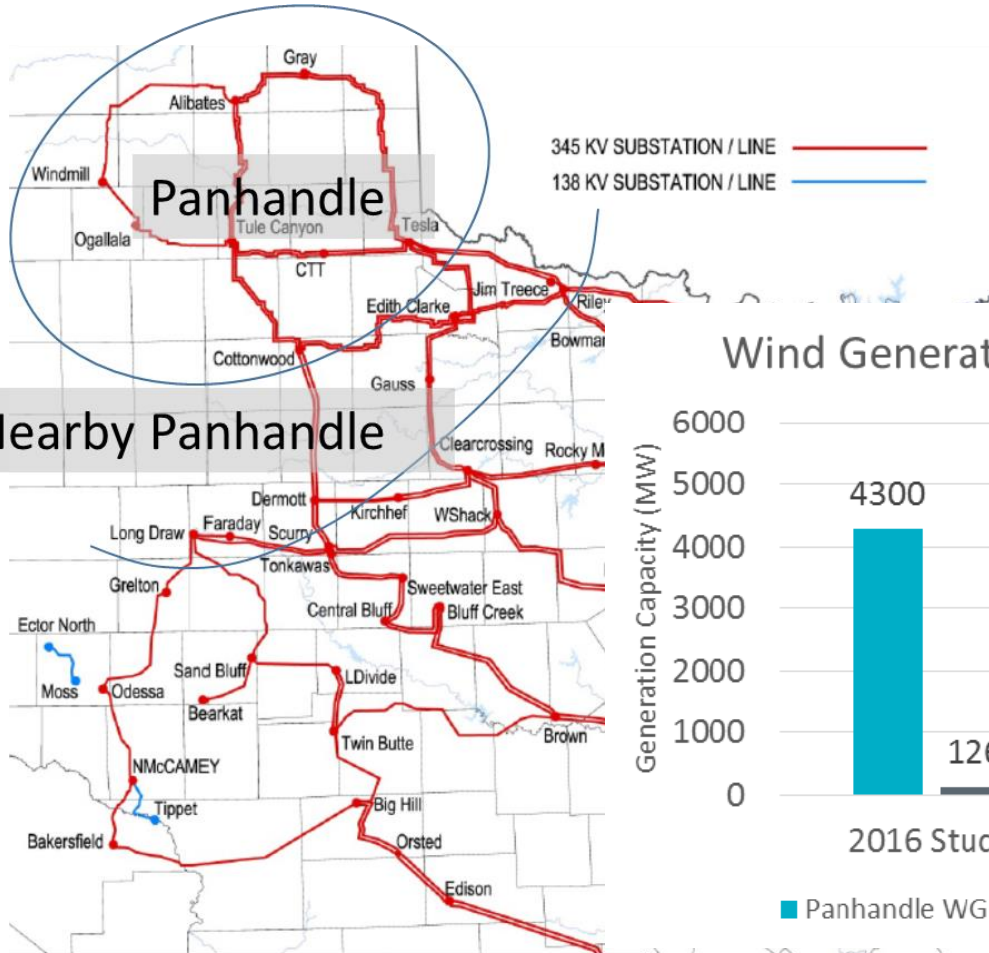 Gray
Alibates
345 KV SUBSTATION / LINE
138 KV SUBSTATION / LINE
Windmill
Panhandle
Ogallala
Tule Canyon
Tesla
CTT
Jim Treece
Edith Clarke
Riley
Cottonwood
Gauss
Nearby Panhandle
Clearcrossing
Rocky M
Dermott
Kirchhef
WShack
Long Draw
Faraday
Scurry
Tonkawas
Grelton
Sweetwater East
Central Bluff
Bluff Creek
Ector North
Sand Bluff
LDivide
Moss
Odessa
Bearkat
Twin Butte
Brown
NMcCAMEY
Tippet
Big Hill
Bakersfield
Orsted
Edison
Wind Generat
Generation Capacity (MW)
6000
5000
4000
3000
2000
1000
0
4300
126
2016 Stud
Panhandle WG